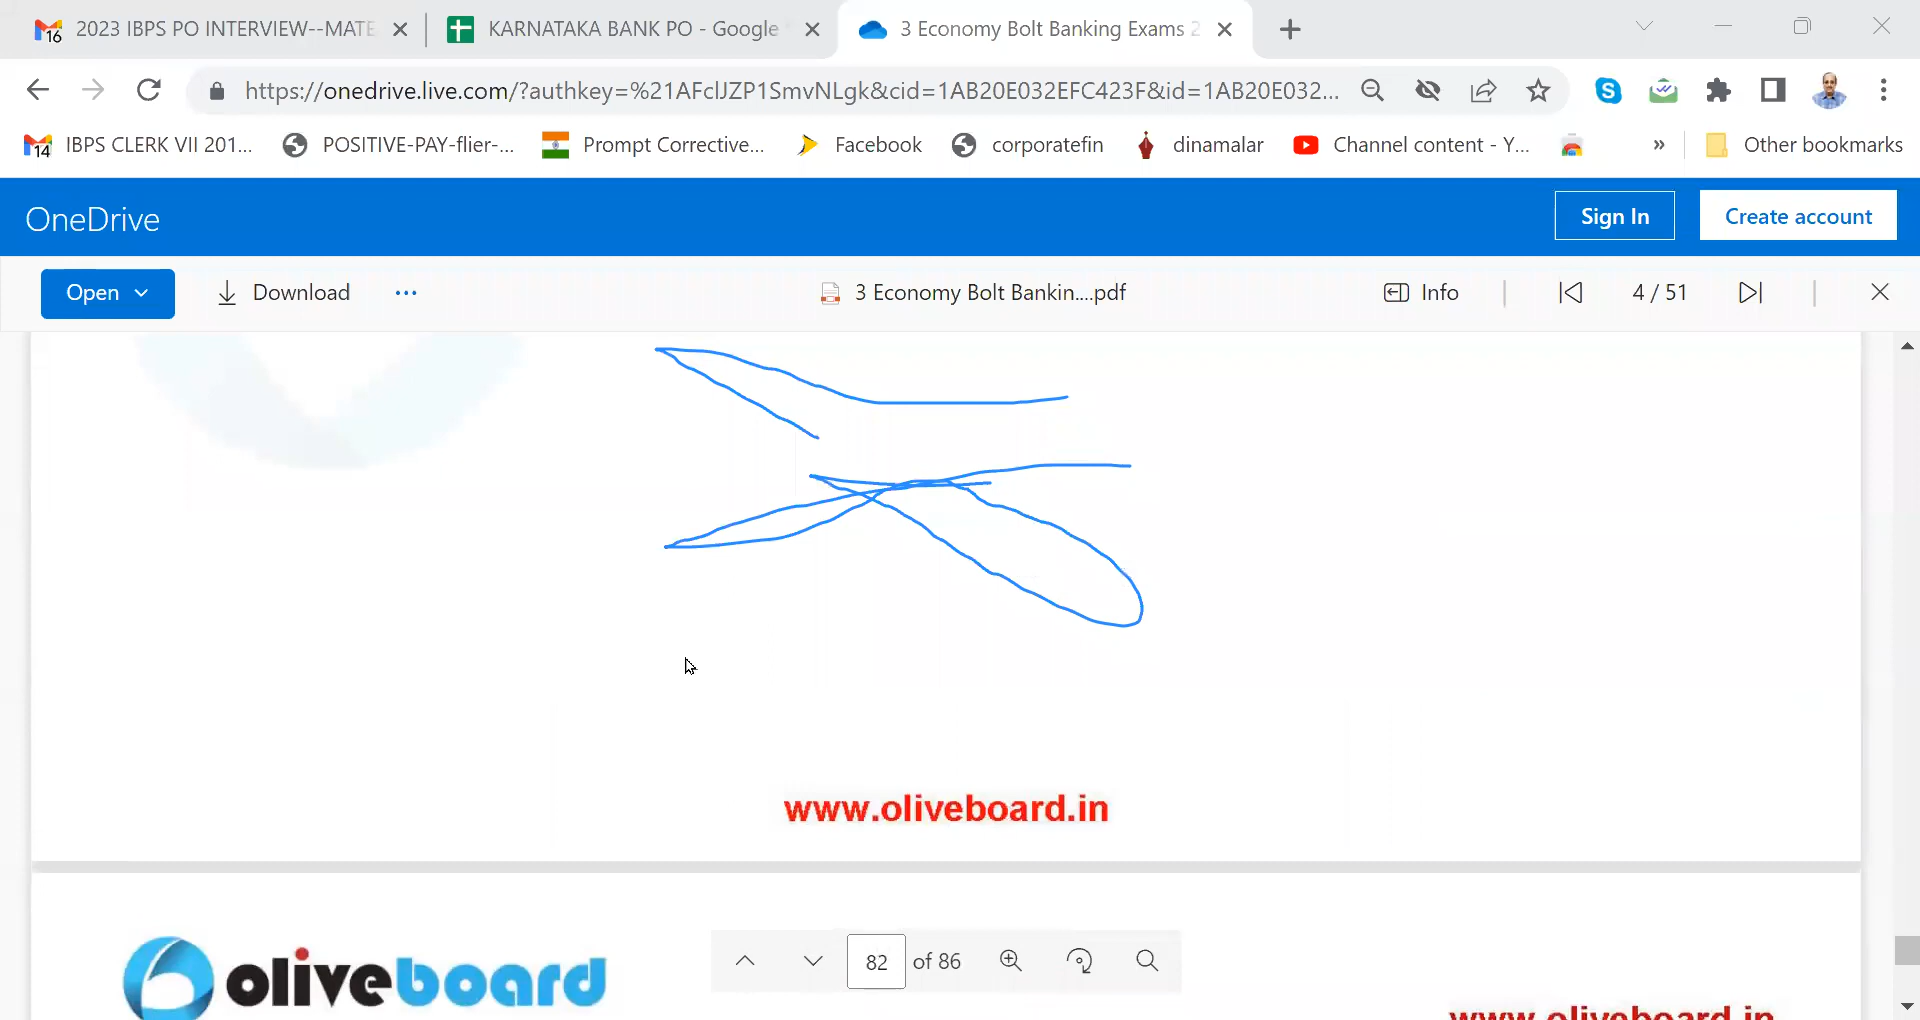 2023 IBPS PO INTERVIEW--MATE
KARNATAKA BANK PO - Google
3 Economy Bolt Banking Exams 2
https://onedrive.live.com/?authkey=%21AFclJZP1SmvNLgk&cid=1AB20E032EFC423F&id=1AB20E032...
IBPS CLERK VII 201...
POSITIVE-PAY-flier-...
Prompt Corrective...
Facebook
corporatefin
dinamalar
Channel content - Y...
»
Other bookmarks
OneDrive
Sign In
Create account
Open
Download
...
3 Economy Bolt Bankin....pdf
Info
4 / 51
www.oliveboard.in
oliveboard
82 of 86
www.oliveboard.in